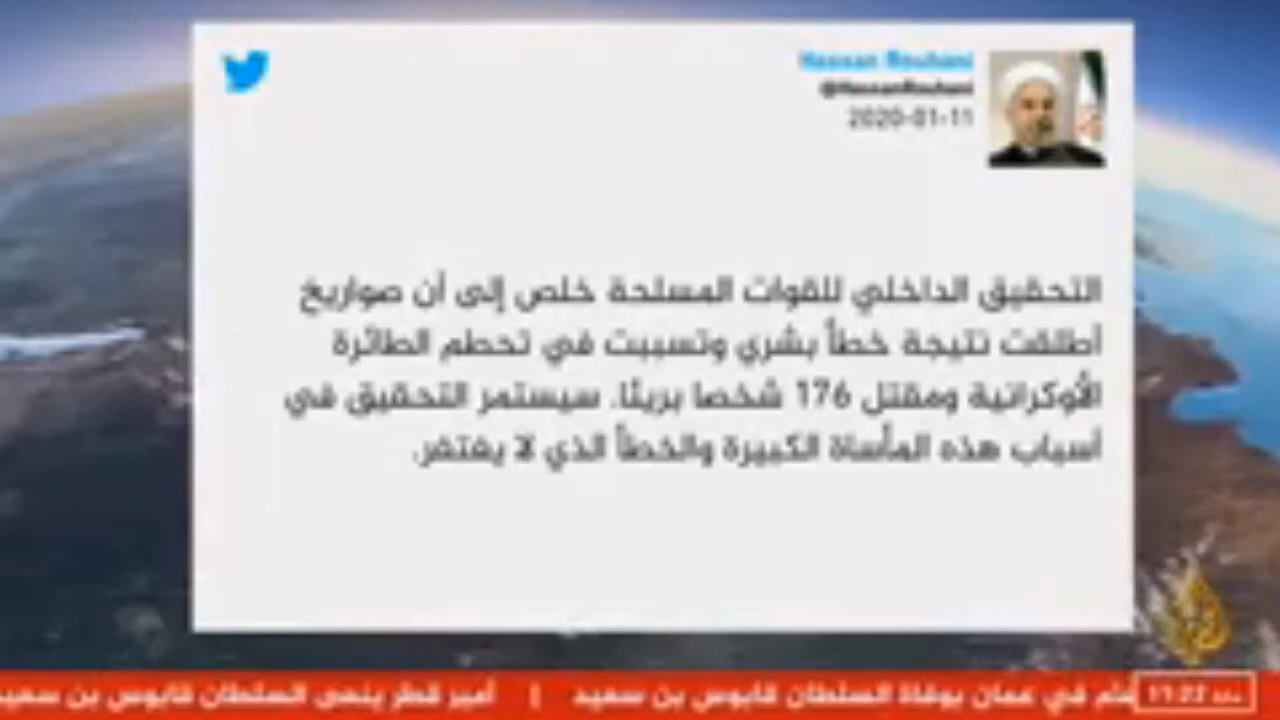 Hassan Rouhani
@HassanRouhani
2020-01-11
التحقيق الداخلي للقوات المسلحة خلص إلى أن صواريخ
أطلقت نتيجة خطأ بشري وتسببت في تحطم الطائرة
الأوكرانية ومقتل 176 شخصا بريئا. سيستمر التحقيق في
أسباب هذه المأساة الكبيرة والخطأ الذي لا يغتفر.
في عمان بوفاة السلطان قابوس بن سعيد | أمير قطر ينعى السلطان قابوس بن سعيد
11:22